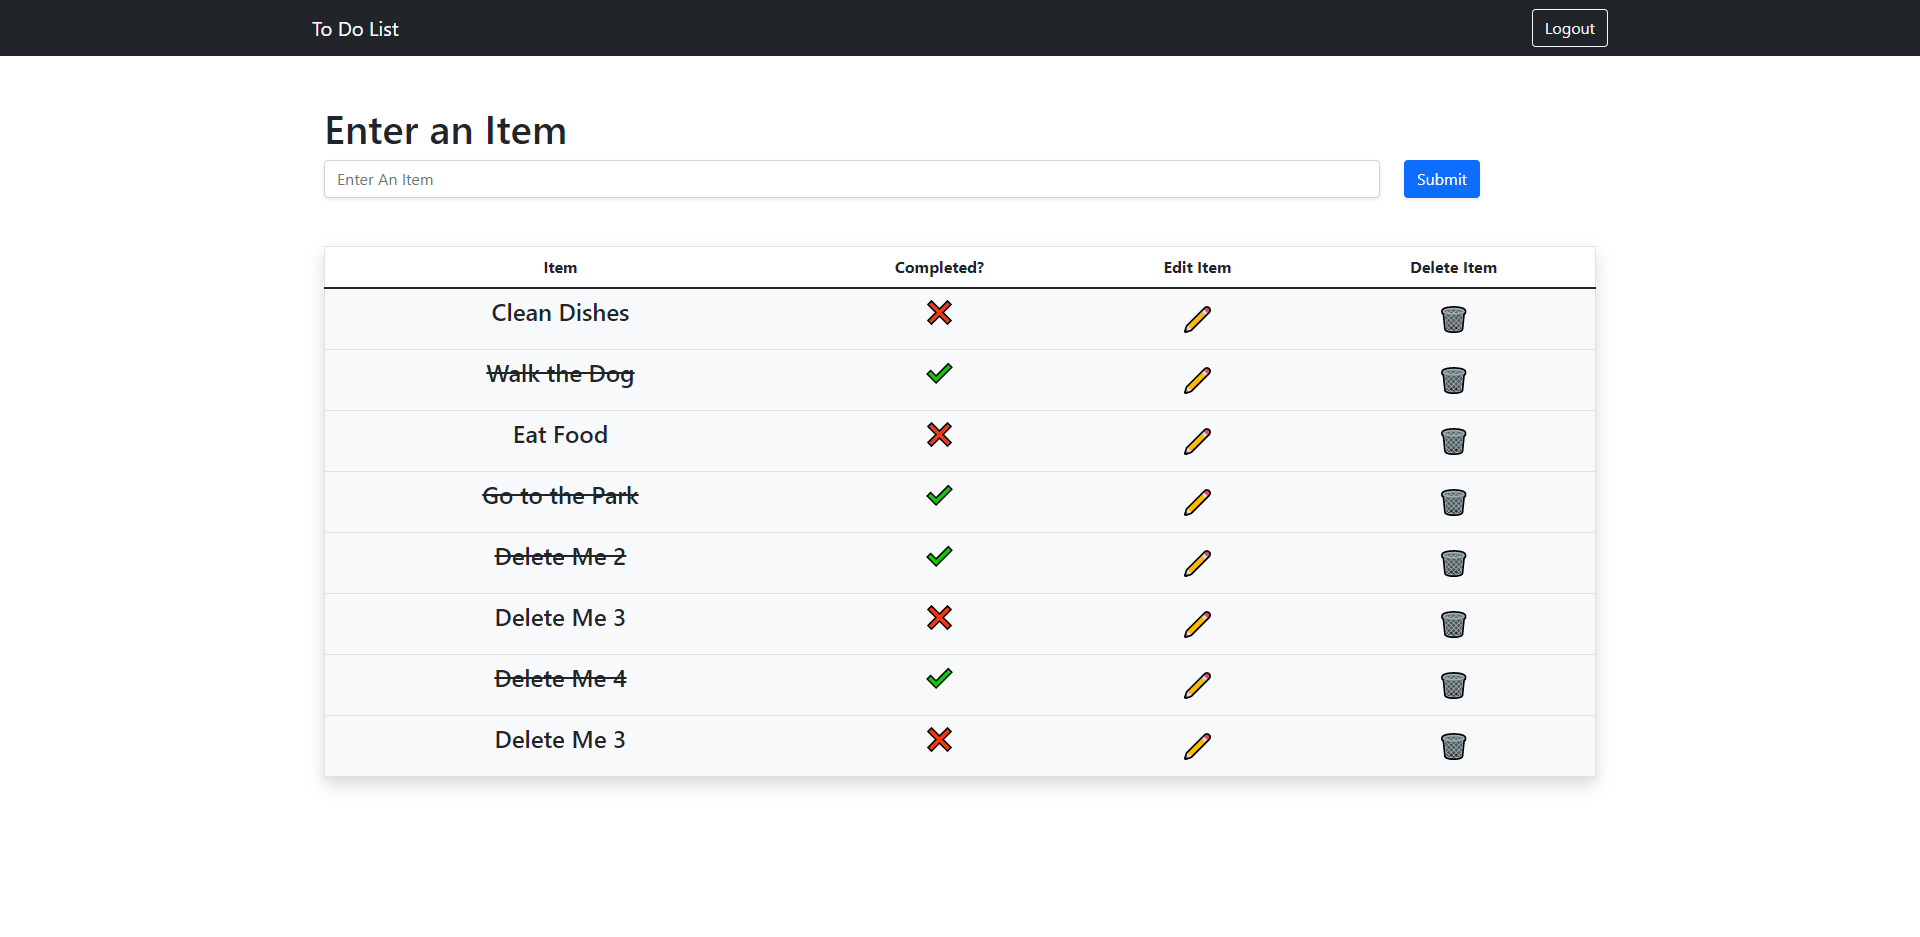 To Do List Logout
Enter an Item
Enter An Item Submit
Item Completed? Edit Item Delete Item
Clean Dishes
Walk the Dog
Eat Food
Go to the Park
Delete Me 2
Delete Me 3
Delete Me 4
Delete Me 3